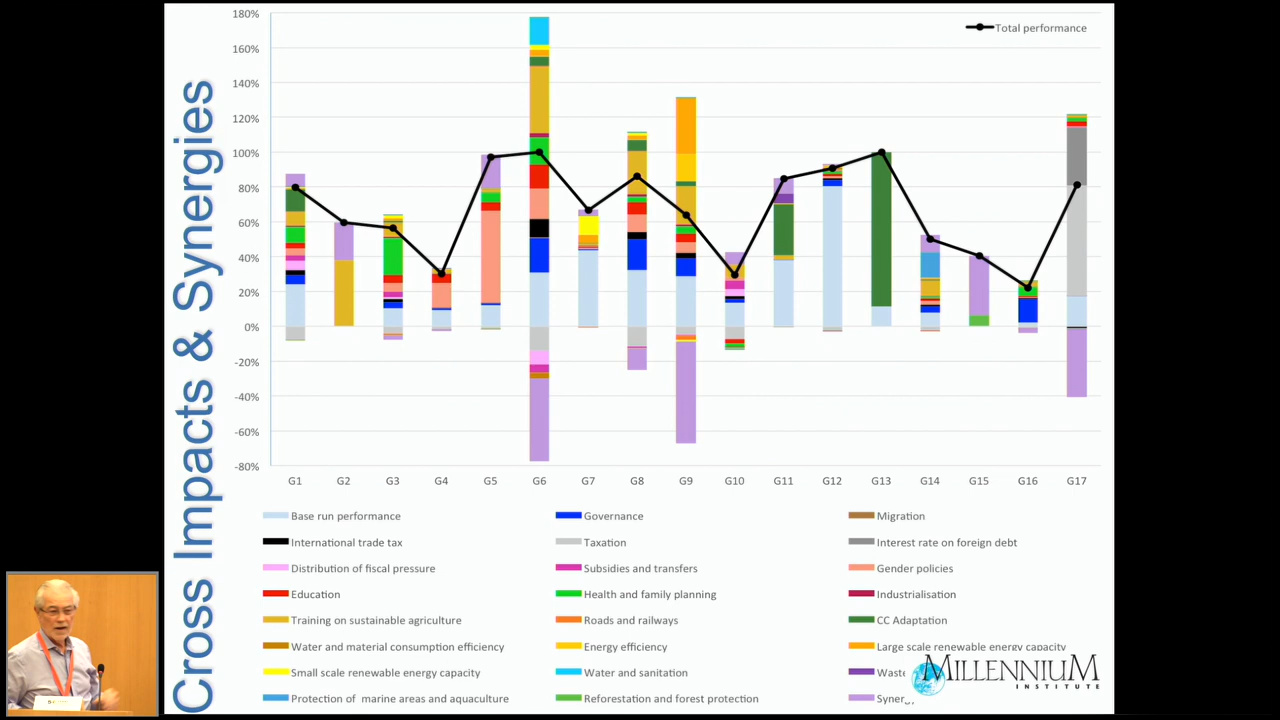 Cross Impacts & Synergies
180%
160%
140%
120%
100%
80%
60%
40%
20%
0%
-20%
-40%
-60%
-80%
Total performance
G1 G2 G3 G4 G5 G6 G7 G8 G9 G10 G11 G12 G13 G14 G15 G16 G17
Base run performance Governance Migration
International trade tax Taxation Interest rate on foreign debt
Distribution of fiscal pressure Subsidies and transfers Gender policies
Education Health and family planning Industrialisation
Training on sustainable agriculture Roads and railways CC Adaptation
Water and material consumption efficiency Energy efficiency Large scale renewable energy capacity
Small scale renewable energy capacity Water and sanitation Waste
Protection of marine areas and aquaculture Reforestation and forest protection
MILLENNIUM
INSTITUTE